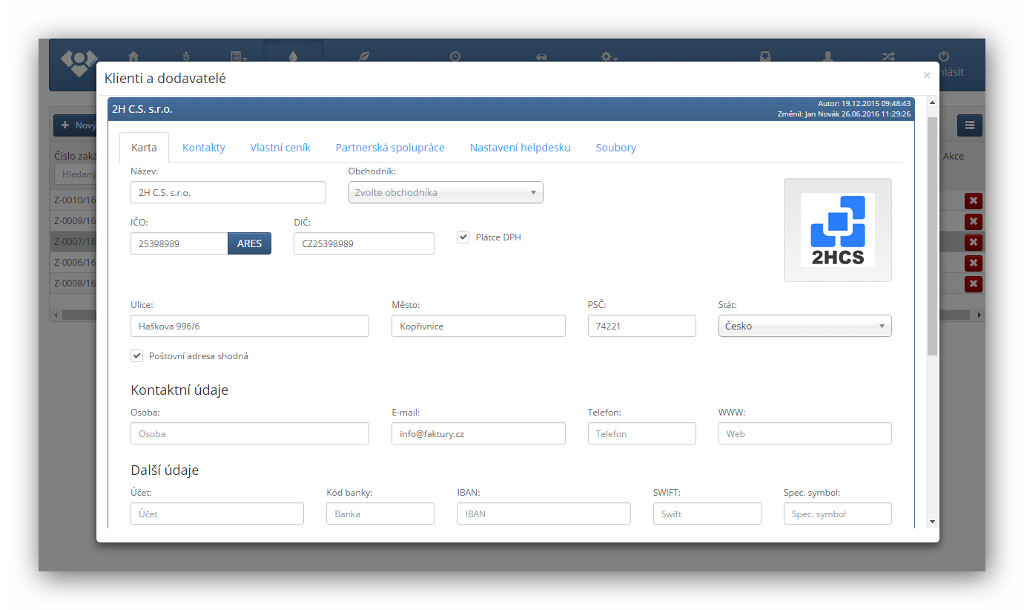 hlásit
Klienti a dodavatelé
×
2H C.S. s.r.o.
Autor: 19.12.2015 09:48:43
Změnil: Jan Novák 26.06.2016 11:29:26
+ Nový
Karta Kontakty Vlastní ceník Partnerská spolupráce Nastavení helpdesku Soubory
Číslo zaká
Akce
Název: Obchodník:
Hledaný
2H C.S. s.r.o. Zvolte obchodníka
Z-0010/16
Z-0009/16
IČO: DIČ:
25398989 ARES CZ25398989 Plátce DPH
Z-0007/16
2HCS
Z-0006/16
Z-0008/16
Ulice: Město: PSČ: Stát:
Haškova 996/6 Kopřivnice 74221 Česko
Poštovní adresa shodná
Kontaktní údaje
Osoba: E-mail: Telefon: WWW:
Osoba info@faktury.cz Telefon Web
Další údaje
Účet: Kód banky: IBAN: SWIFT: Spec. symbol:
Účet Banka IBAN Swift Spec. symbol